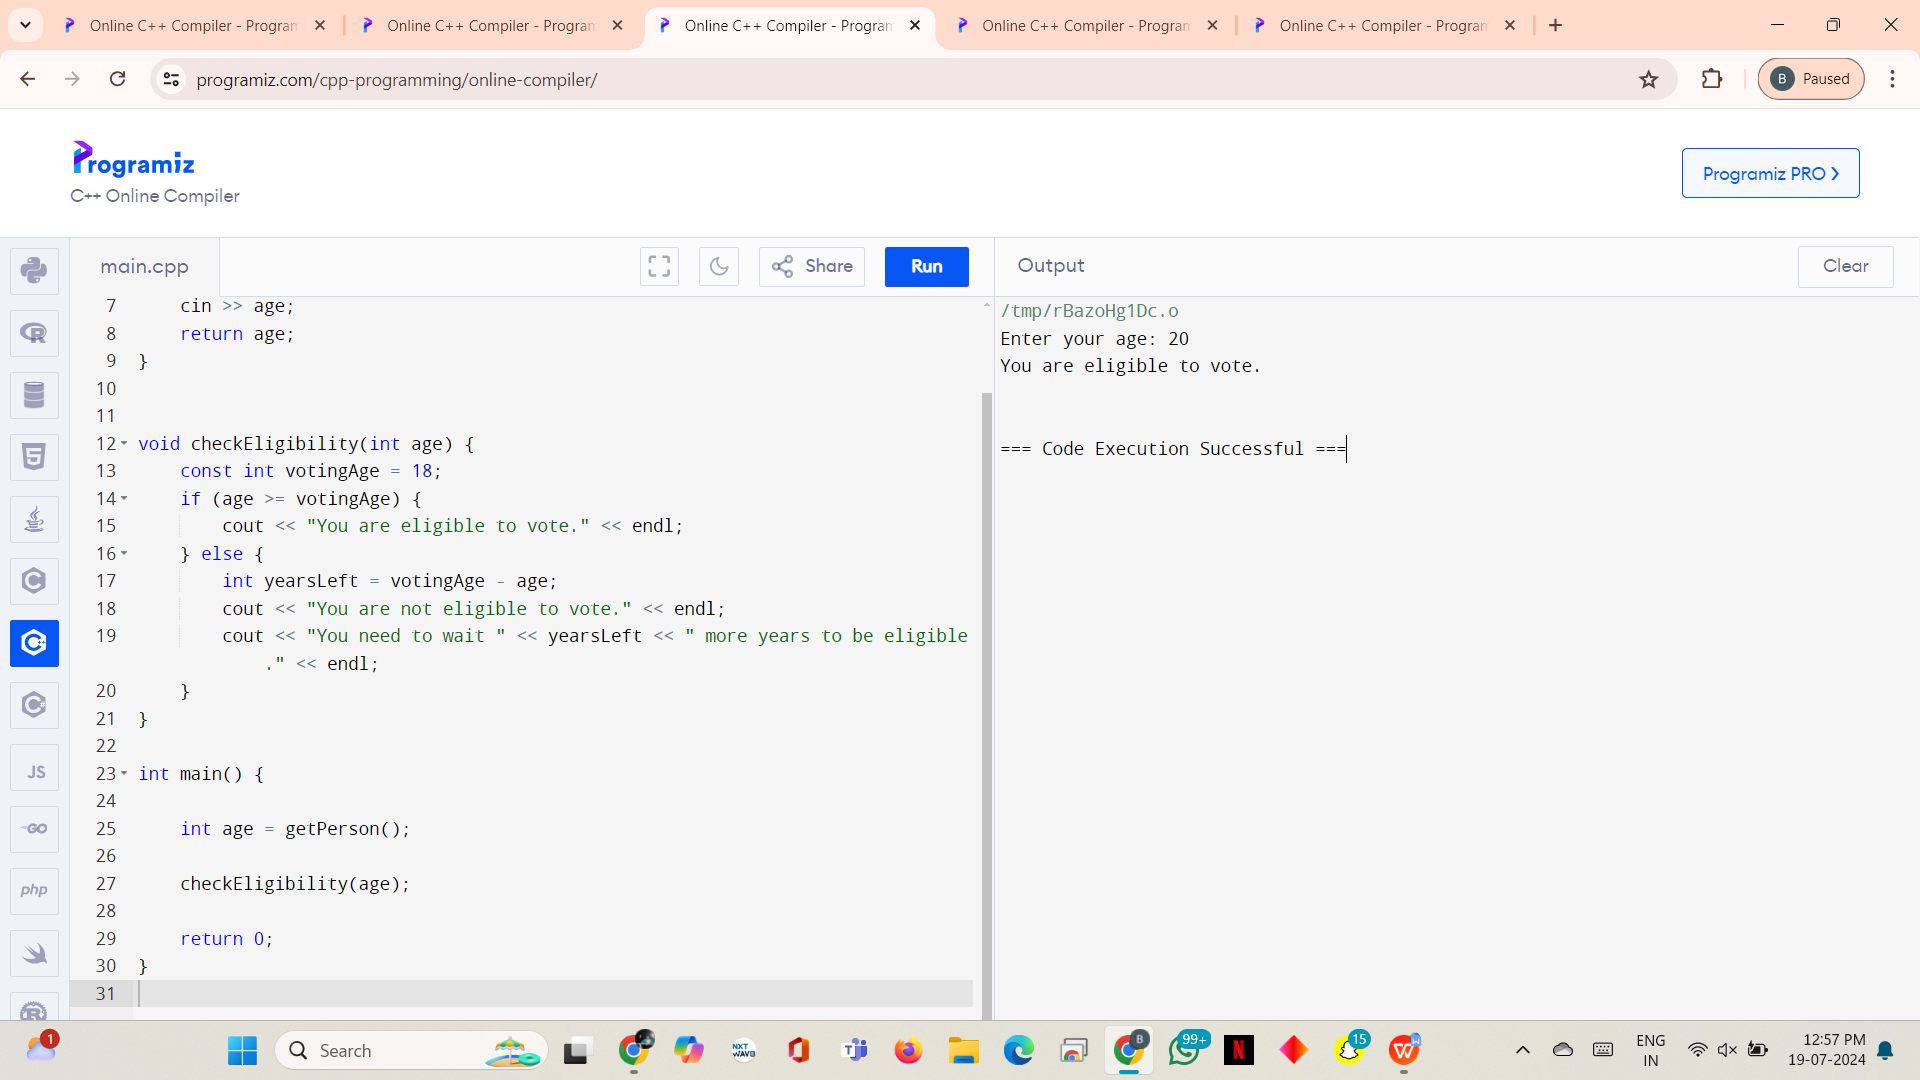 Online C++ Compiler - Program
Online C++ Compiler - Program
Online C++ Compiler - Program
Online C++ Compiler - Program
Online C++ Compiler - Program
programiz.com/cpp-programming/online-compiler/
B Paused
Programiz
C++ Online Compiler
Programiz PRO
main.cpp
Share
Run
Output
Clear
7 cin >> age;
8 return age;
9 }
10
11
12 void checkEligibility(int age) {
13 const int votingAge = 18;
14 if (age >= votingAge) {
15 cout << "You are eligible to vote." << endl;
16 } else {
17 int yearsLeft = votingAge - age;
18 cout << "You are not eligible to vote." << endl;
19 cout << "You need to wait " << yearsLeft << " more years to be eligible
." << endl;
20 }
21 }
22
23 int main() {
24
25 int age = getPerson();
26
27 checkEligibility(age);
28
29 return 0;
30 }
31
/tmp/rBazoHg1Dc.o
Enter your age: 20
You are eligible to vote.
=== Code Execution Successful ===
JS
GO
php
1
Search
NXT
WAVE
B
99+
N
15
W
ENG
IN
12:57 PM
19-07-2024